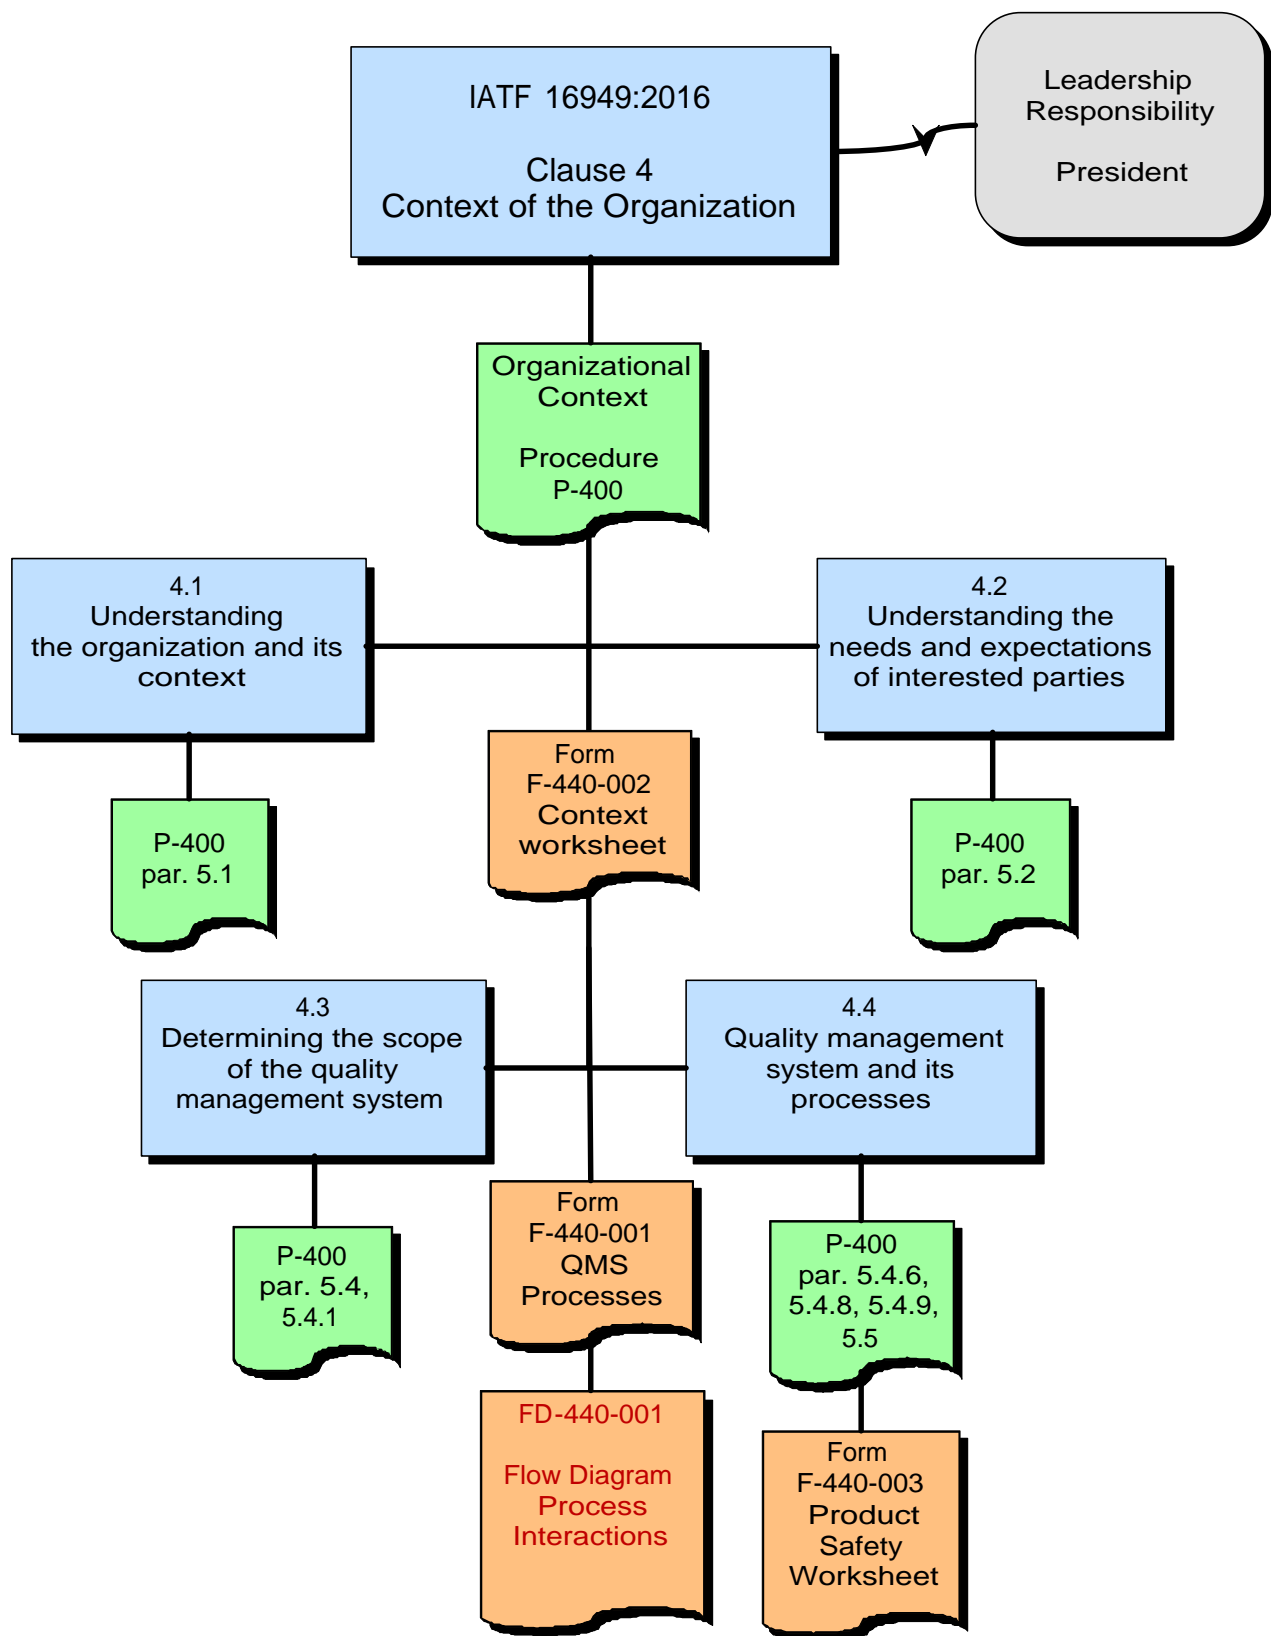 IATF 16949:2016
Clause 4
Context of the Organization
Leadership
Responsibility
President
Organizational
Context
Procedure
P-400
4.1
Understanding
the organization and its
context
4.2
Understanding the
needs and expectations
of interested parties
Form
F-440-002
Context
worksheet
P-400
par. 5.1
P-400
par. 5.2
4.3
Determining the scope
of the quality
management system
4.4
Quality management
system and its
processes
P-400
par. 5.4,
5.4.1
Form
F-440-001
QMS
Processes
P-400
par. 5.4.6,
5.4.8, 5.4.9,
5.5
FD-440-001
Flow Diagram
Process
Interactions
Form
F-440-003
Product
Safety
Worksheet